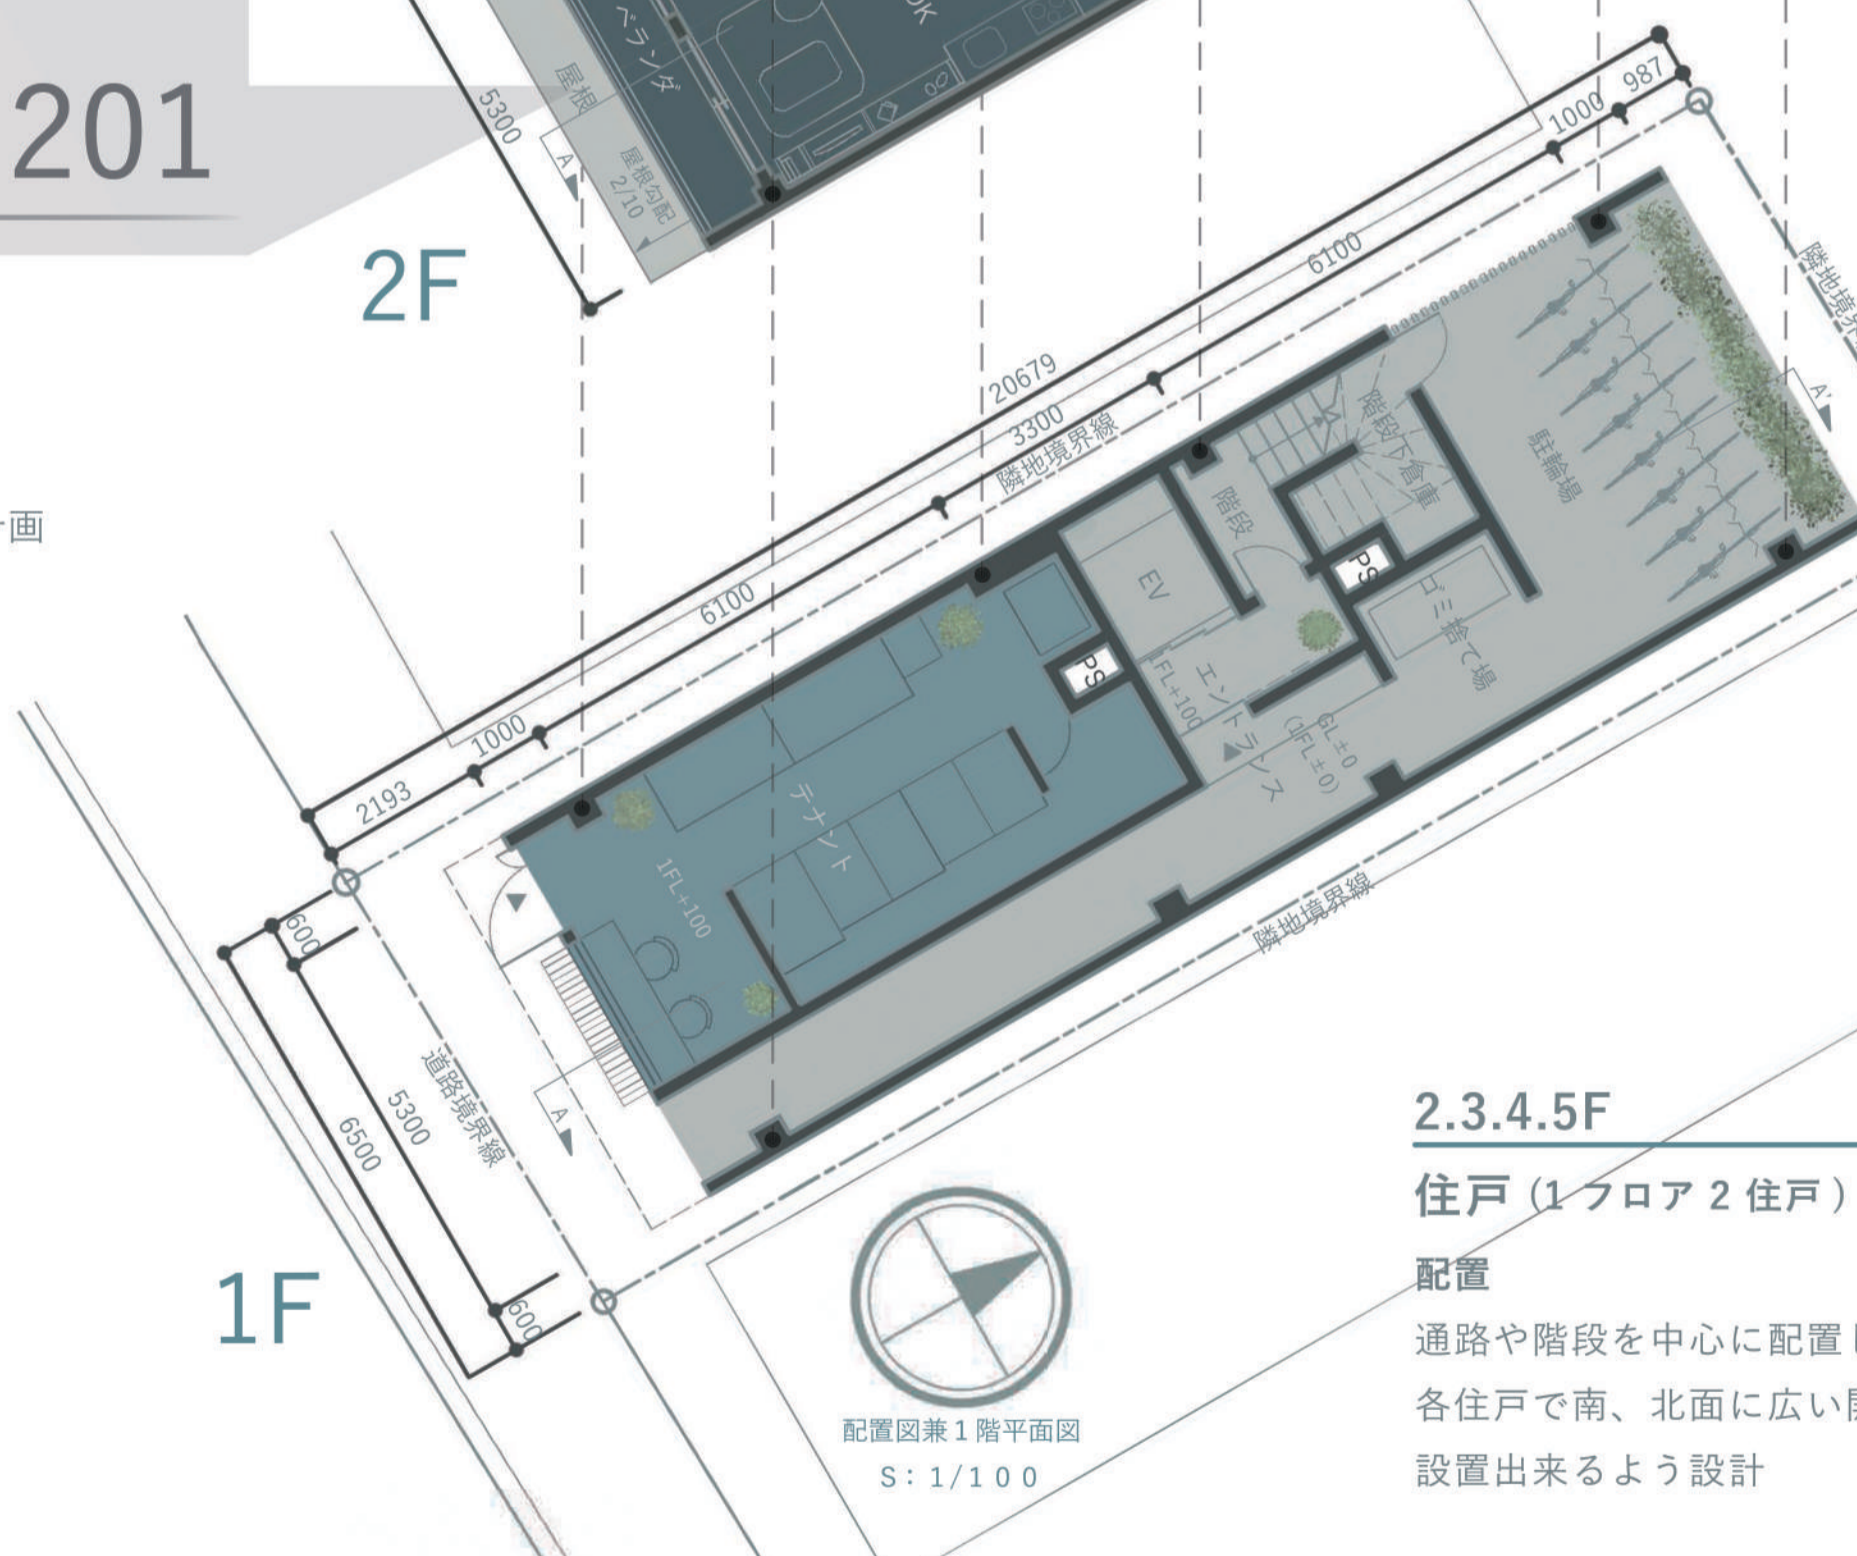 201
ベランダ
DK
屋根
屋根勾配
2/10
A
5300
2F
画
987
1000
6100
20679
3300
隣地境界線
6100
1000
2193
隣地境界
A'
駐輪場
階段下倉庫
階段
EV
PS
ゴミ捨て場
PS
エントランス
1FL+100
GL±0
(1FL±0)
テナント
1FL+100
隣地境界線
600
5300
6500
600
道路境界線
A
1F
配置図兼1階平面図
S:1/100
2.3.4.5F
住戸(1フロア2住戸)
配置
通路や階段を中心に配置
各住戸で南、北面に広い
設置出来るよう設計